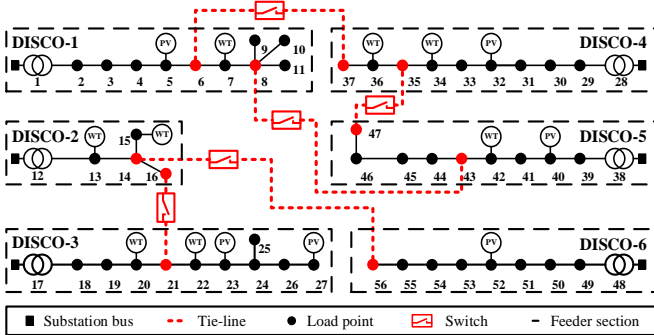 DISCO-1 PV WT 9 10 11
1 2 3 4 5 6 7 8
WT WT PV DISCO-4
37 36 35 34 33 32 31 30 29 28
DISCO-2 WT 15 WT
12 13 14 16
47 WT PV DISCO-5
46 45 44 43 42 41 40 39 38
DISCO-3 WT WT PV 25 PV
17 18 19 20 21 22 23 24 26 27
PV DISCO-6
56 55 54 53 52 51 50 49 48
Substation bus Tie-line Load point Switch Feeder section